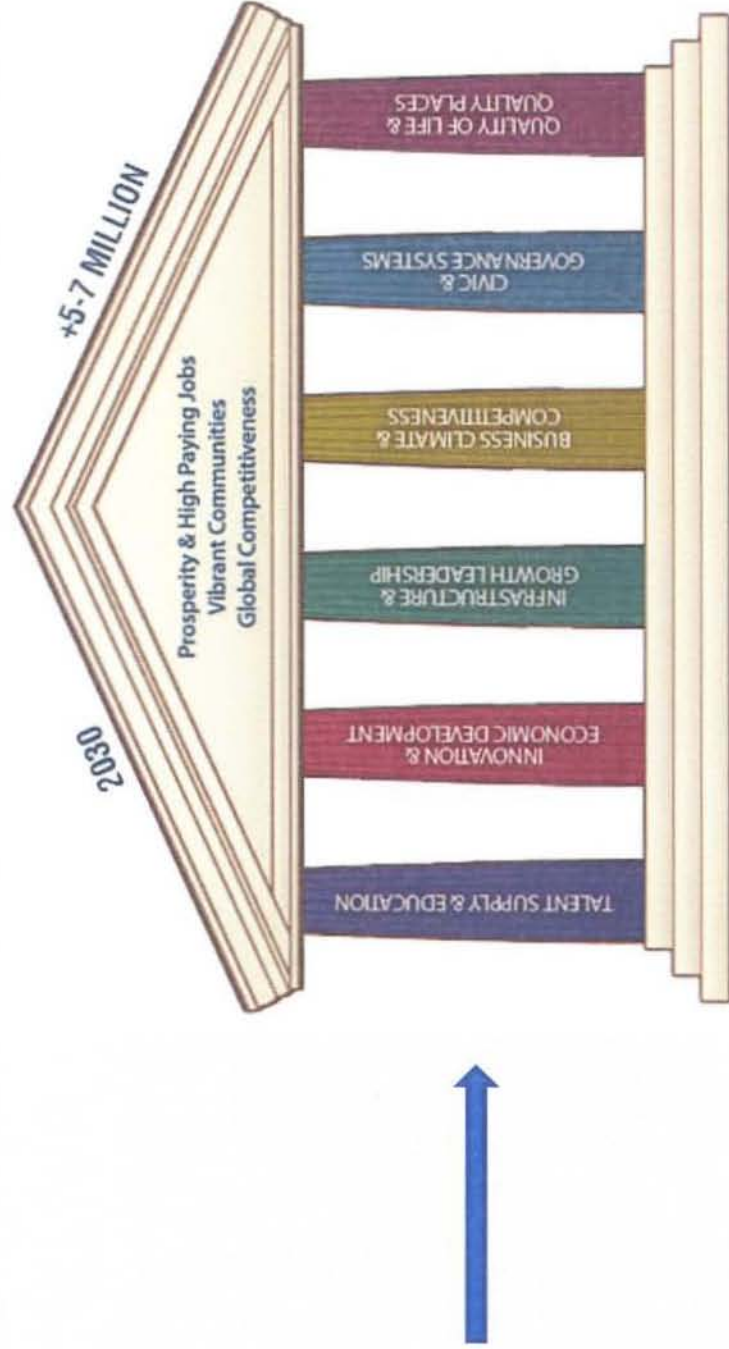 2030
+5-7 MILLION
Prosperity & High Paying Jobs
Vibrant Communities
Global Competitiveness
TALENT SUPPLY & EDUCATION
INNOVATION &
ECONOMIC DEVELOPMENT
INFRASTRUCTURE &
GROWTH LEADERSHIP
BUSINESS CLIMATE &
COMPETITIVENESS
CIVIC &
GOVERNANCE SYSTEMS
QUALITY OF LIFE &
QUALITY PLACES